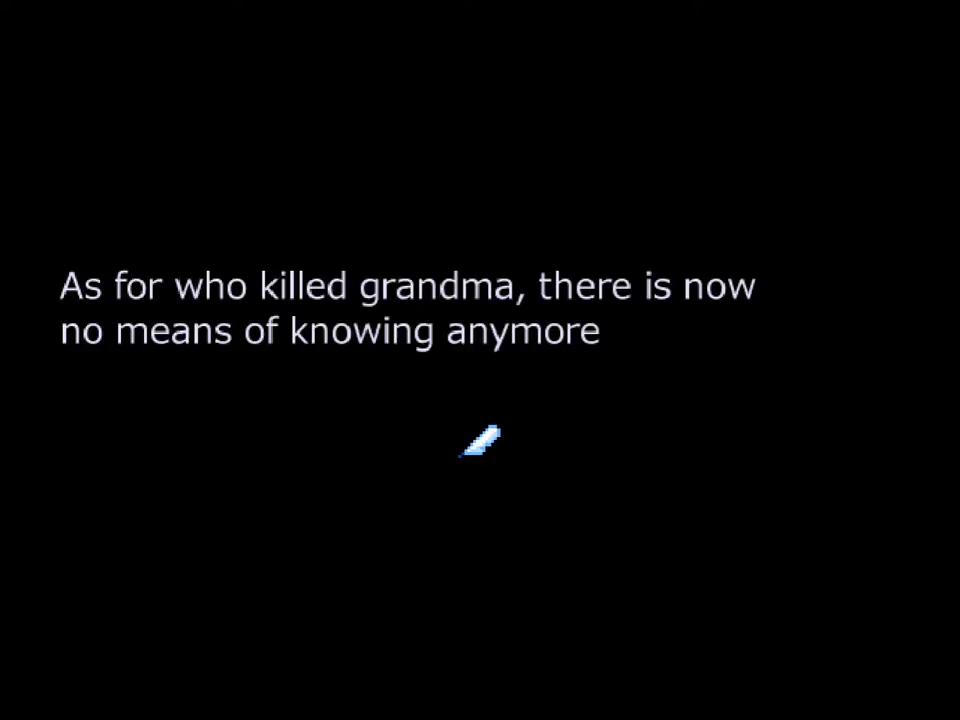 As for who killed grandma, there is now
no means of knowing anymore